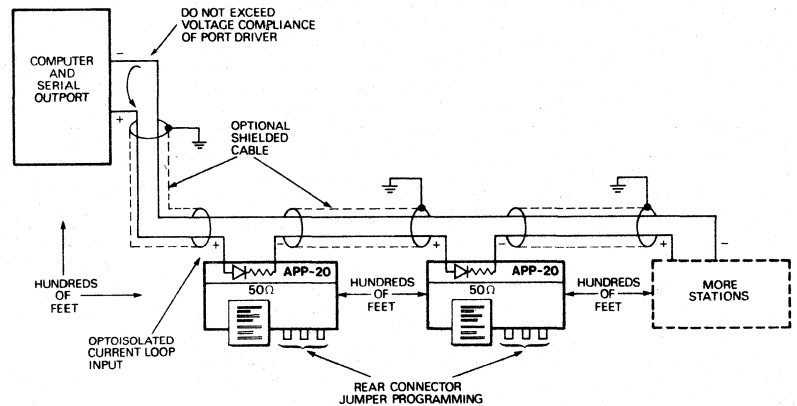 DO NOT EXCEED
VOLTAGE COMPLIANCE
OF PORT DRIVER
COMPUTER
AND
SERIAL
OUTPORT
-
+
OPTIONAL
SHIELDED
CABLE
+
-
+
-
+
-
APP-20
50Ω
APP-20
50Ω
HUNDREDS
OF
FEET
HUNDREDS
OF
FEET
HUNDREDS
OF
FEET
MORE
STATIONS
OPTOISOLATED
CURRENT LOOP
INPUT
REAR CONNECTOR
JUMPER PROGRAMMING